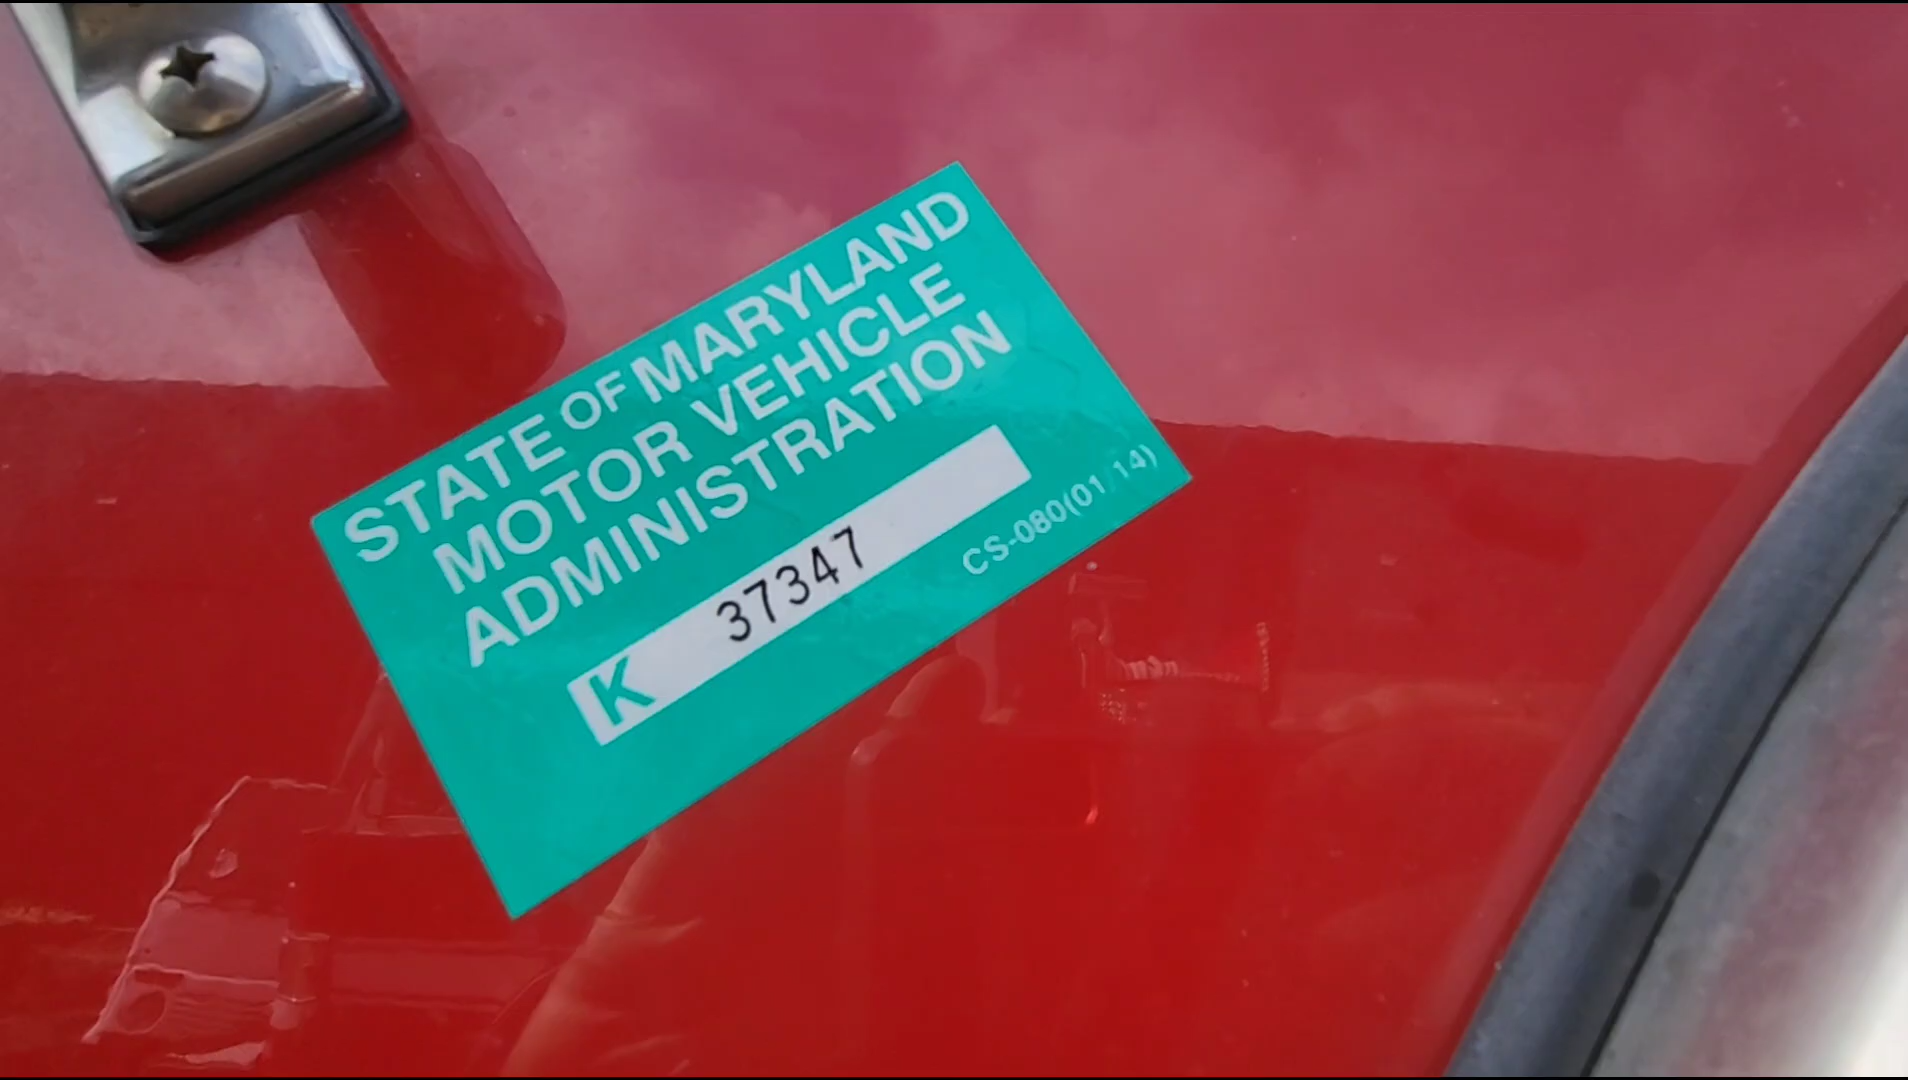 STATE OF MARYLAND
MOTOR VEHICLE
ADMINISTRATION
K 37347
CS-080(01/14)